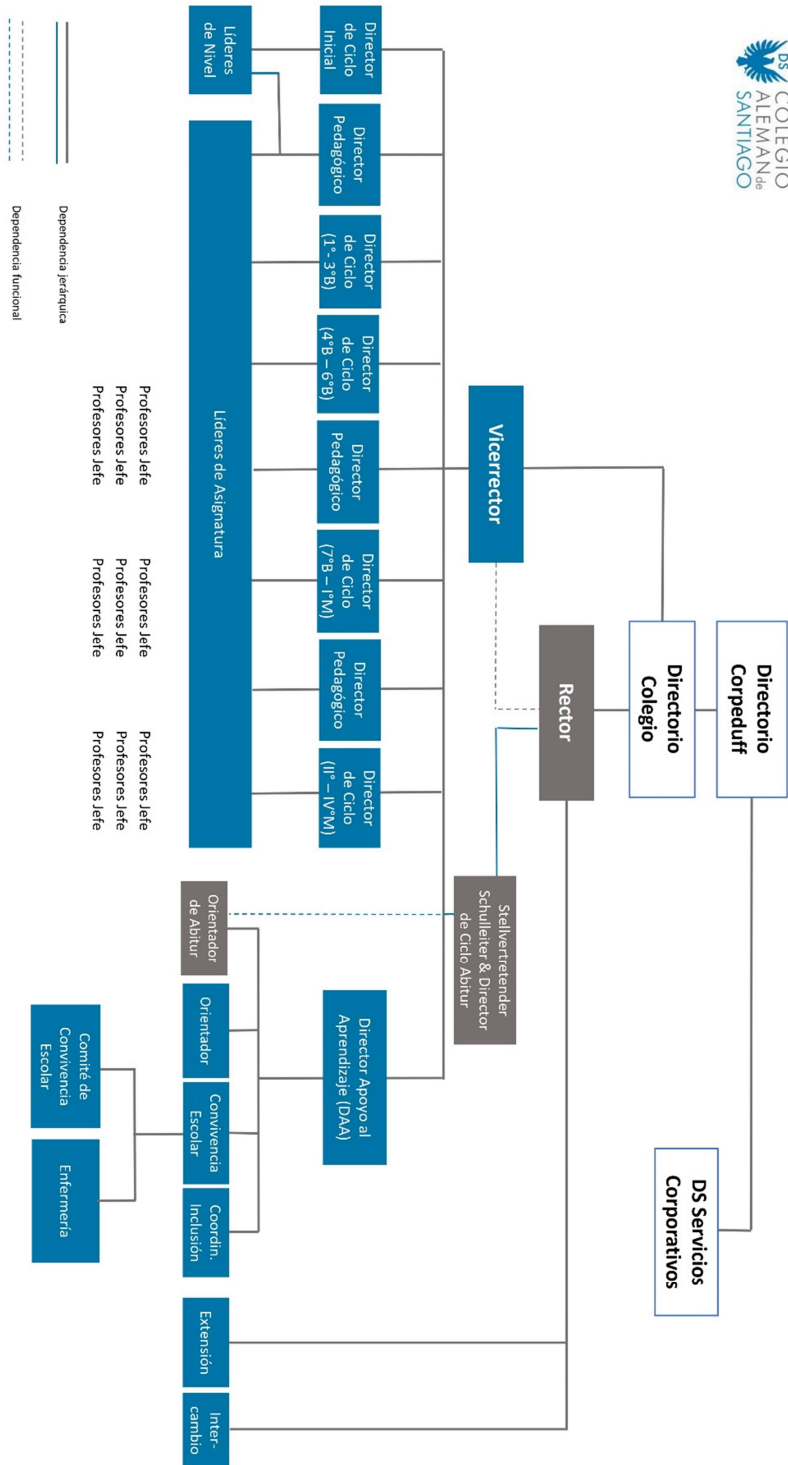 DS
COLEGIO
ALEMAN de
SANTIAGO
Directorio
Corpeduff
DS Servicios
Corporativos
Directorio
Colegio
Rector
Vicerrector
Stellvertretender
Schulleiter & Director
de Ciclo Abitur
Director
de Ciclo
Inicial
Director
Pedagógico
Director
de Ciclo
(1°- 3°B)
Director
de Ciclo
(4°B – 6°B)
Director
Pedagógico
Director
de Ciclo
(7°B – I°M)
Director
Pedagógico
Director
de Ciclo
(II° – IV°M)
Director Apoyo al
Aprendizaje (DAA)
Líderes
de Nivel
Líderes de Asignatura
Orientador
de Abitur
Orientador
Convivencia
Escolar
Coordin.
Inclusión
Extensión
Inter-
cambio
Comité de
Convivencia
Escolar
Enfermería
Profesores Jefe
Profesores Jefe
Profesores Jefe
Profesores Jefe
Profesores Jefe
Profesores Jefe
Profesores Jefe
Profesores Jefe
Profesores Jefe
Dependencia jerárquica
Dependencia funcional